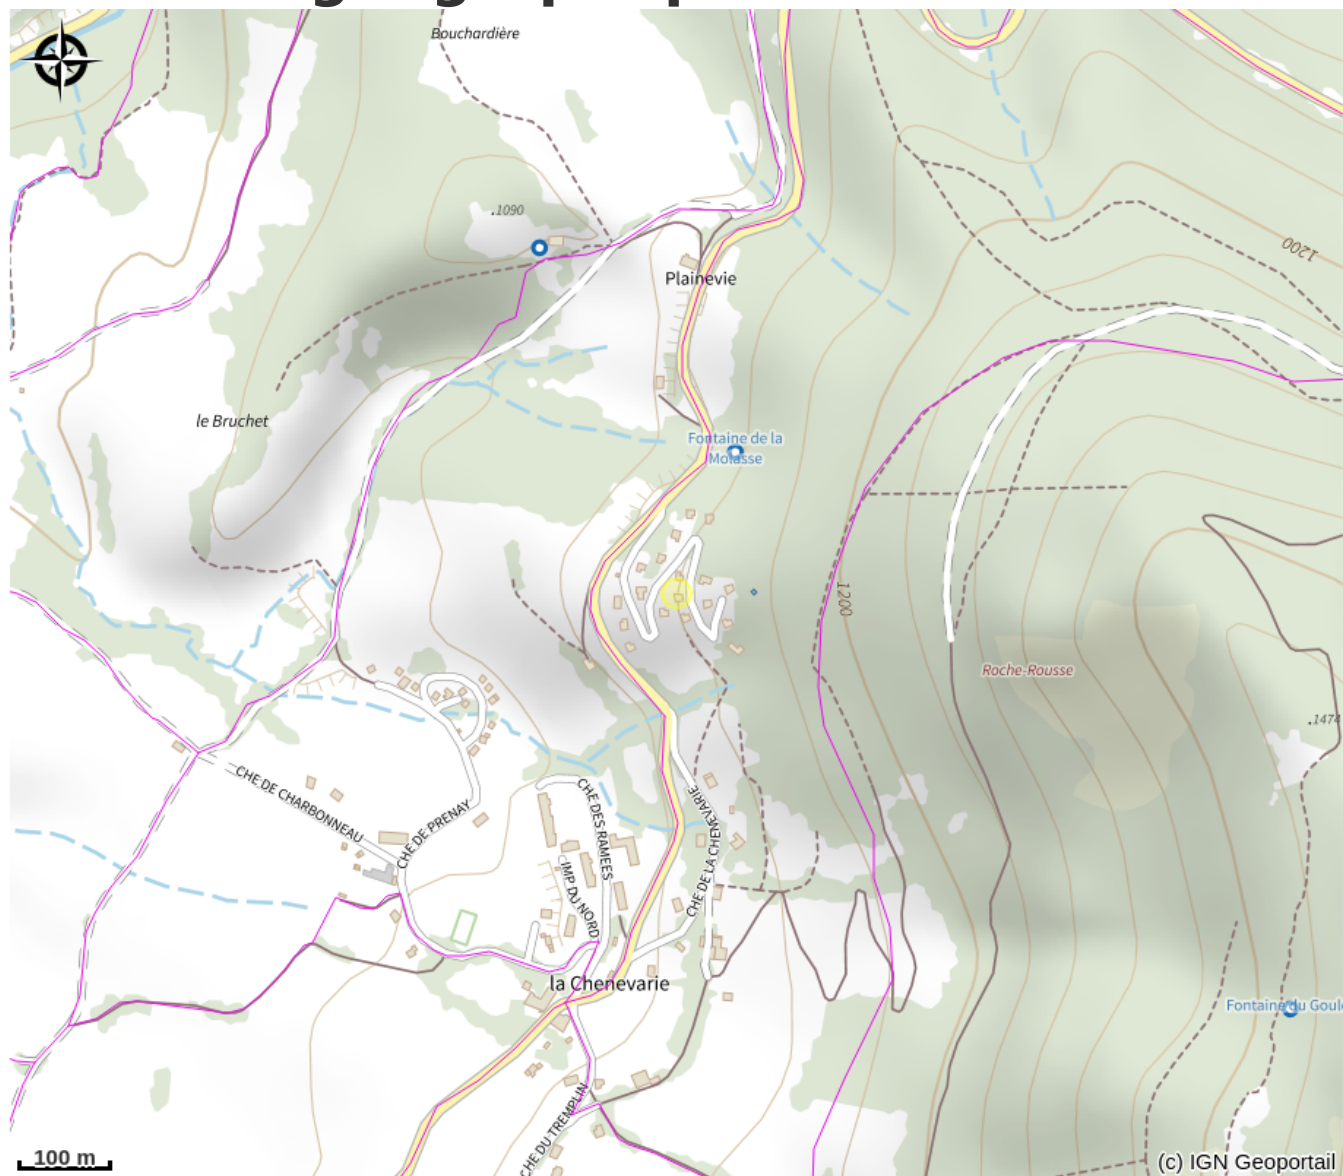 Bouchardière
.1090
1200
Plainevie
le Bruchet
Fontaine de la
Molasse
1200
Roche-Rousse
.1474
CHE DE CHARBONNEAU
CHE DE PRENAY
CHE DES RAMEES
IMP DU NORD
CHE DE LA CHENEVARIE
la Chenevarie
Fontaine du Goul
CHE DU TREMPLIN
100 m
(c) IGN Geoportail